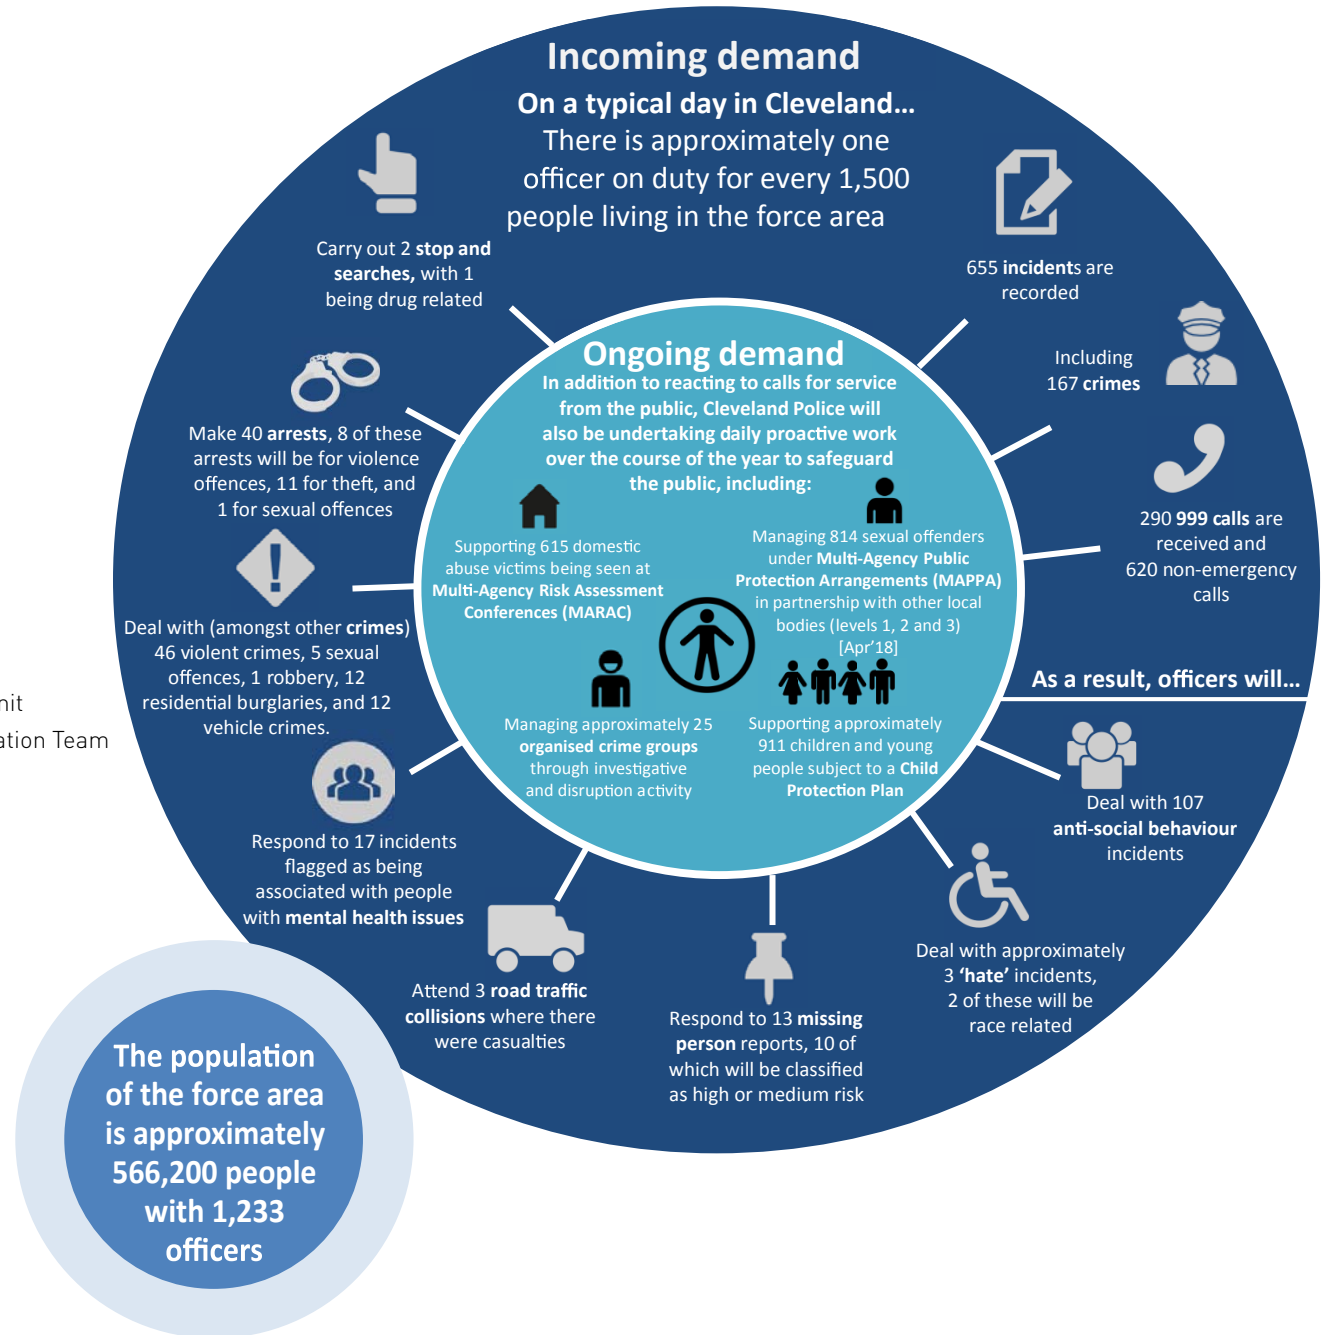 Incoming demand
On a typical day in Cleveland...
There is approximately one
officer on duty for every 1,500
people living in the force area
655 incidents are
recorded
Including
167 crimes
290 999 calls are
received and
620 non-emergency
calls
As a result, officers will...
Deal with 107
anti-social behaviour
incidents
Deal with approximately
3 ‘hate’ incidents,
2 of these will be
race related
Respond to 13 missing
person reports, 10 of
which will be classified
as high or medium risk
Attend 3 road traffic
collisions where there
were casualties
Respond to 17 incidents
flagged as being
associated with people
with mental health issues
Deal with (amongst other crimes)
46 violent crimes, 5 sexual
offences, 1 robbery, 12
residential burglaries, and 12
vehicle crimes.
Make 40 arrests, 8 of these
arrests will be for violence
offences, 11 for theft, and
1 for sexual offences
Carry out 2 stop and
searches, with 1
being drug related
Ongoing demand
In addition to reacting to calls for service
from the public, Cleveland Police will
also be undertaking daily proactive work
over the course of the year to safeguard
the public, including:
Supporting 615 domestic
abuse victims being seen at
Multi-Agency Risk Assessment
Conferences (MARAC)
Managing 814 sexual offenders
under Multi-Agency Public
Protection Arrangements (MAPPA)
in partnership with other local
bodies (levels 1, 2 and 3)
[Apr’18]
Managing approximately 25
organised crime groups
through investigative
and disruption activity
Supporting approximately
911 children and young
people subject to a Child
Protection Plan
The population
of the force area
is approximately
566,200 people
with 1,233
officers
Team